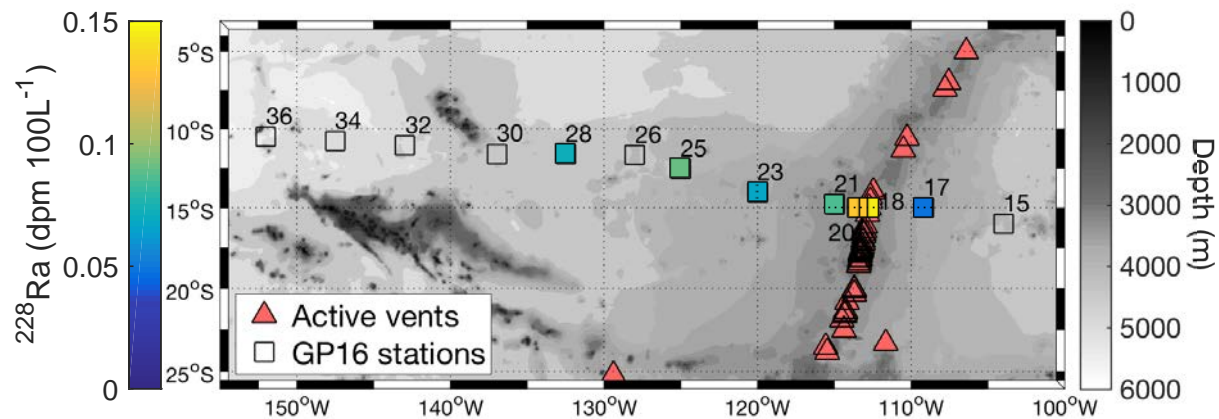 0.15
0.1
0.05
0
²²⁸Ra (dpm 100L⁻¹)
5°S
10°S
15°S
20°S
25°S
36
34
32
30
28
26
25
23
21
20
18
17
15
Active vents
GP16 stations
150°W
140°W
130°W
120°W
110°W
100°W
0
1000
2000
3000
4000
5000
6000
Depth (m)